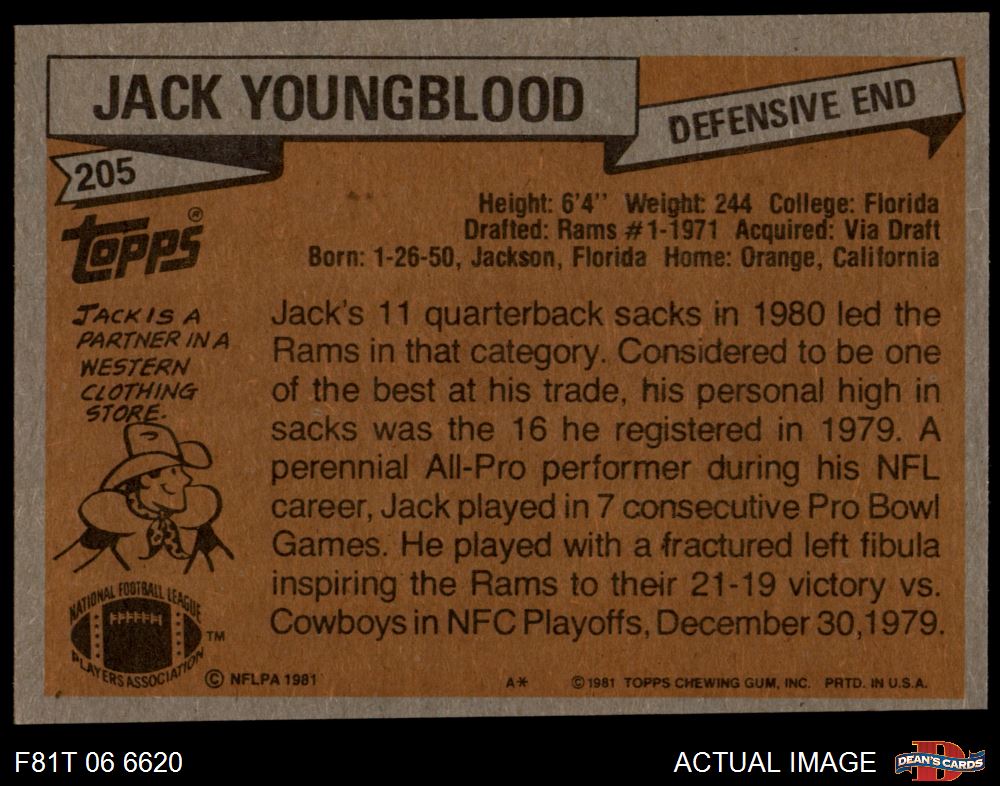 JACK YOUNGBLOOD
DEFENSIVE END
205
TOPPS®
Height: 6'4" Weight: 244 College: Florida
Drafted: Rams #1-1971 Acquired: Via Draft
Born: 1-26-50, Jackson, Florida Home: Orange, California
JACK IS A
PARTNER IN A
WESTERN
CLOTHING
STORE.
Jack's 11 quarterback sacks in 1980 led the
Rams in that category. Considered to be one
of the best at his trade, his personal high in
sacks was the 16 he registered in 1979. A
perennial All-Pro performer during his NFL
career, Jack played in 7 consecutive Pro Bowl
Games. He played with a fractured left fibula
inspiring the Rams to their 21-19 victory vs.
Cowboys in NFC Playoffs, December 30, 1979.
NATIONAL FOOTBALL LEAGUE
PLAYERS ASSOCIATION
TM
© NFLPA 1981
A*
© 1981 TOPPS CHEWING GUM, INC. PRTD. IN U.S.A.
F81T 06 6620
ACTUAL IMAGE
D
DEAN'S CARDS